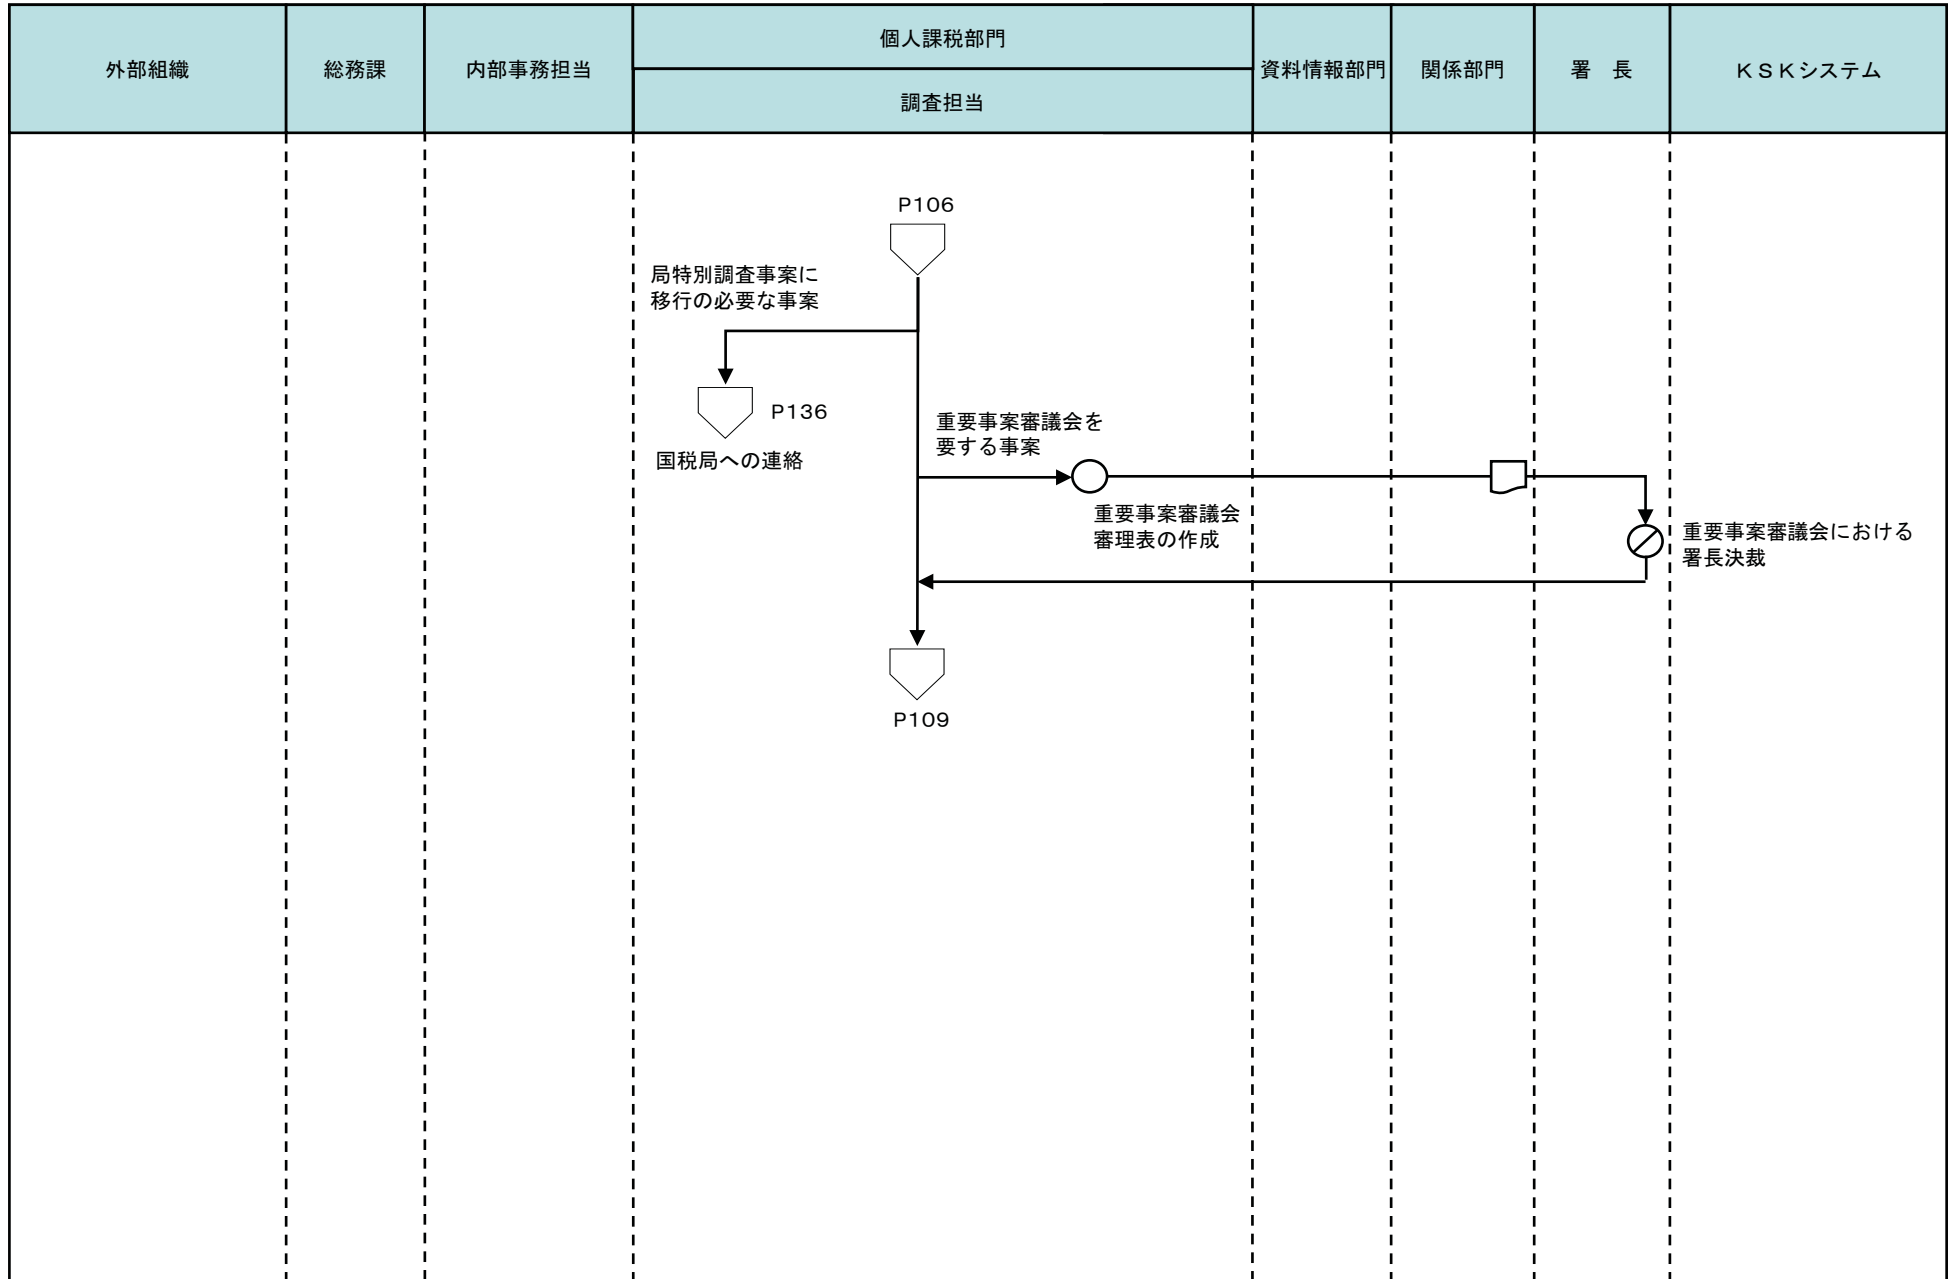 外部組織
総務課
内部事務担当
個人課税部門
調査担当
資料情報部門
関係部門
署　長
ＫＳＫシステム
P106
局特別調査事案に
移行の必要な事案
P136
国税局への連絡
重要事案審議会を
要する事案
重要事案審議会
審理表の作成
重要事案審議会における
署長決裁
P109